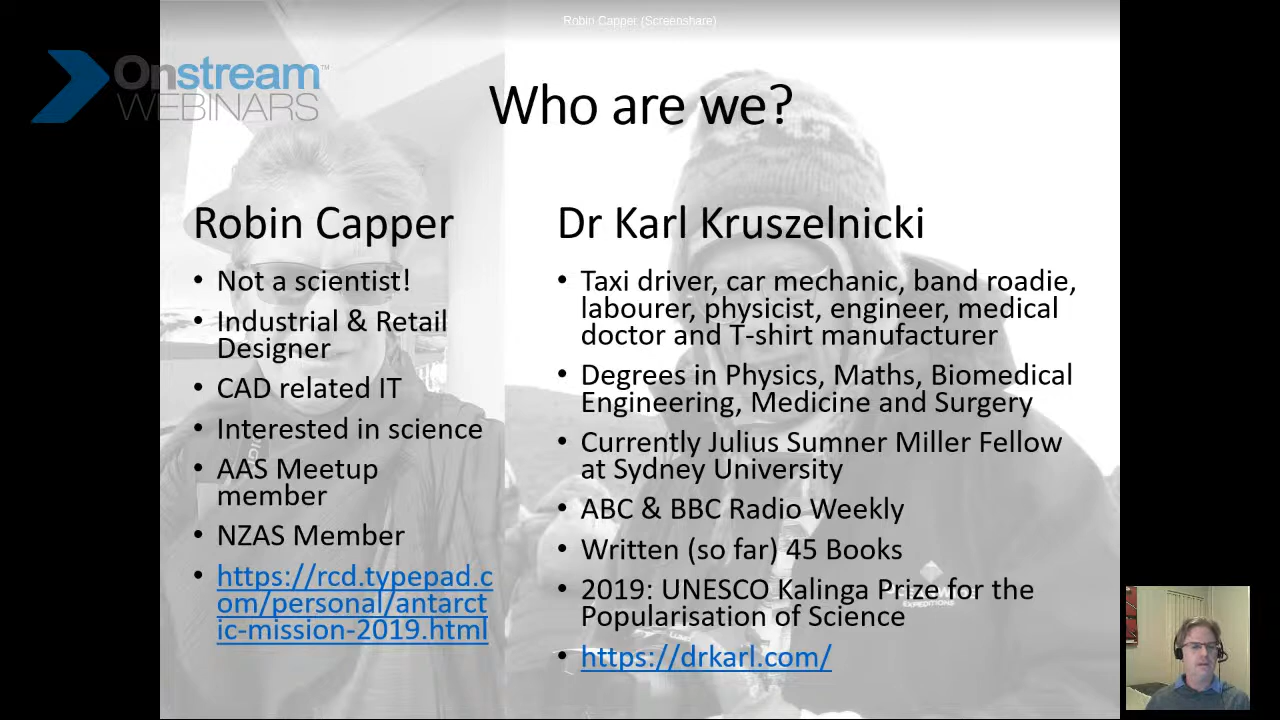 Robin Capper (Screenshare)
Onstream™
WEBINARS
Who are we?
Robin Capper
• Not a scientist!
• Industrial & Retail
Designer
• CAD related IT
• Interested in science
• AAS Meetup
member
• NZAS Member
• https://rcd.typepad.c
om/personal/antarct
ic-mission-2019.html
Dr Karl Kruszelnicki
• Taxi driver, car mechanic, band roadie,
labourer, physicist, engineer, medical
doctor and T-shirt manufacturer
• Degrees in Physics, Maths, Biomedical
Engineering, Medicine and Surgery
• Currently Julius Sumner Miller Fellow
at Sydney University
• ABC & BBC Radio Weekly
• Written (so far) 45 Books
• 2019: UNESCO Kalinga Prize for the
Popularisation of Science
• https://drkarl.com/
EXPEDITIONS